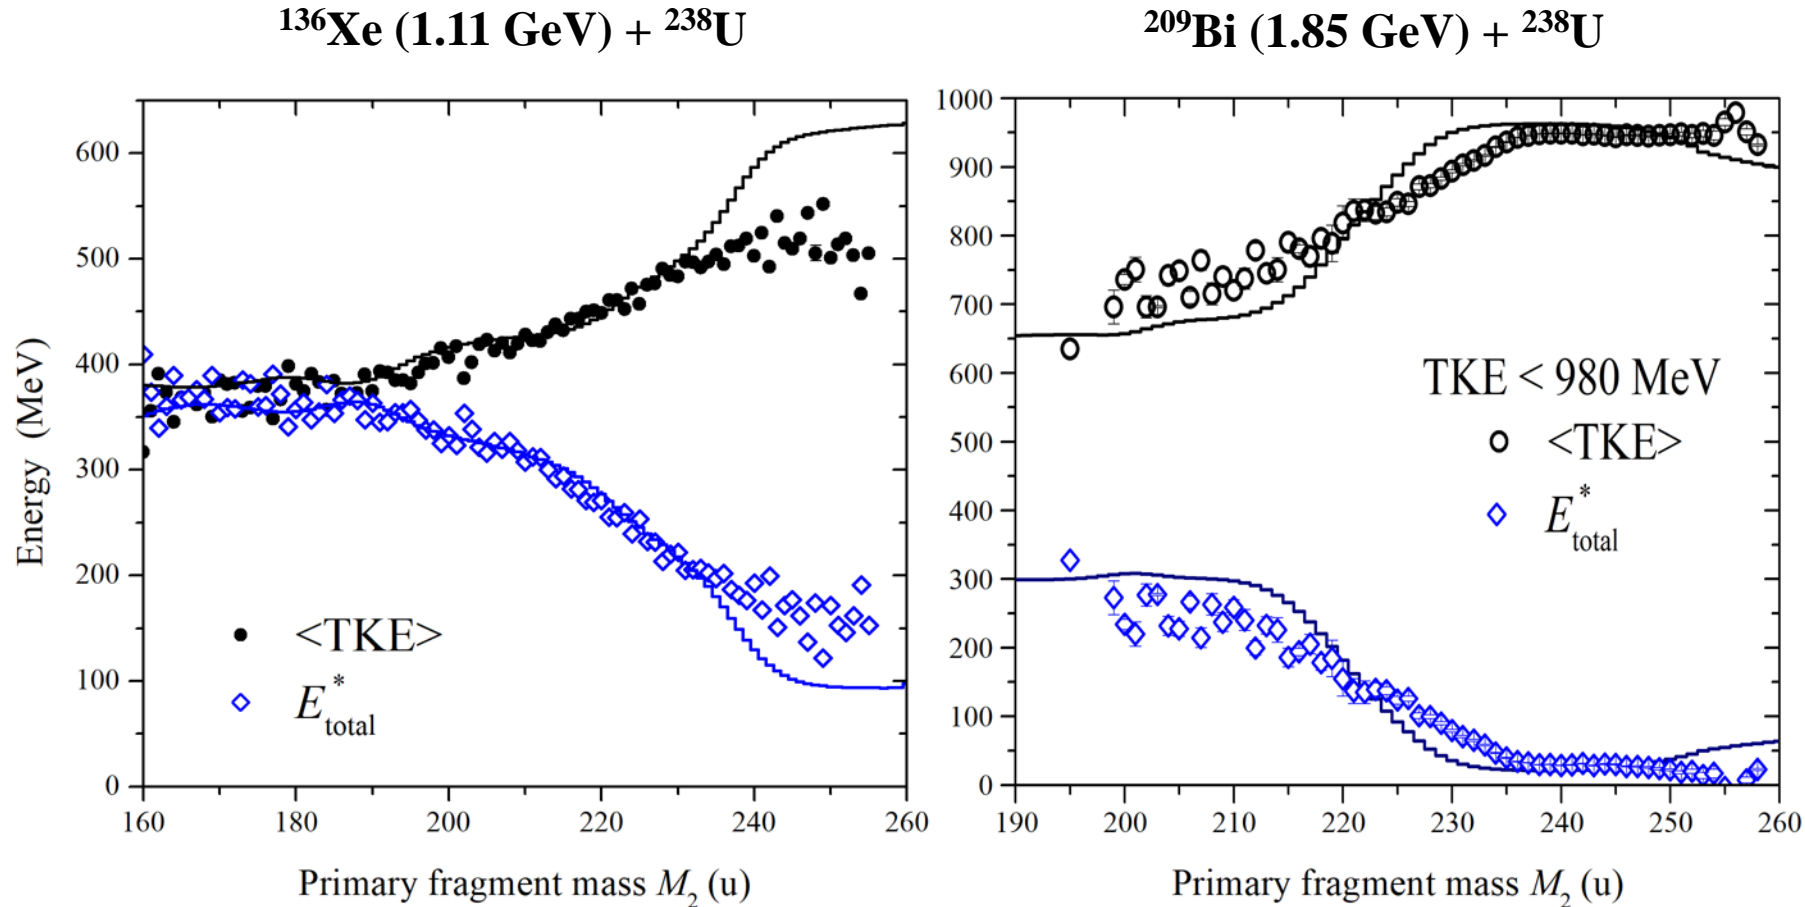 ¹³⁶Xe (1.11 GeV) + ²³⁸U
²⁰⁹Bi (1.85 GeV) + ²³⁸U
Energy (MeV)
600
500
400
300
200
100
0
<TKE>
E*total
160 180 200 220 240 260
Primary fragment mass M₂ (u)
1000
900
800
700
600
500
400
300
200
100
0
TKE < 980 MeV
<TKE>
E*total
190 200 210 220 230 240 250 260
Primary fragment mass M₂ (u)